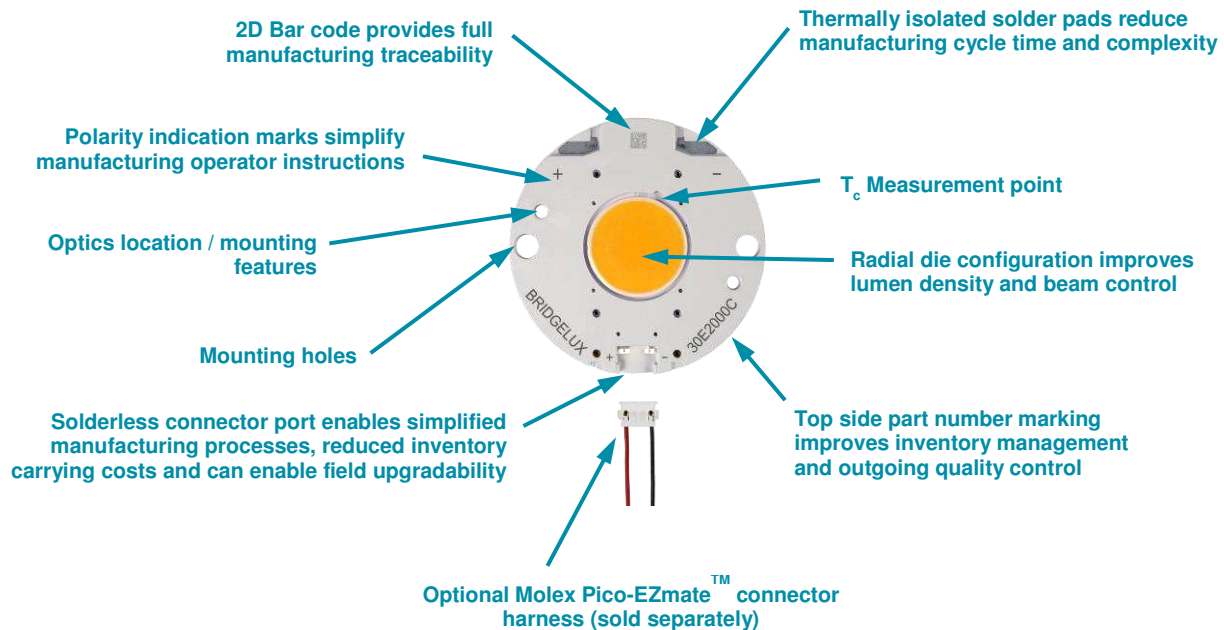 2D Bar code provides full
manufacturing traceability
Thermally isolated solder pads reduce
manufacturing cycle time and complexity
Polarity indication marks simplify
manufacturing operator instructions
+
-
Tc Measurement point
Optics location / mounting
features
Radial die configuration improves
lumen density and beam control
BRIDGELUX
30E2000C
Mounting holes
+
-
Solderless connector port enables simplified
manufacturing processes, reduced inventory
carrying costs and can enable field upgradability
Top side part number marking
improves inventory management
and outgoing quality control
Optional Molex Pico-EZmate™ connector
harness (sold separately)